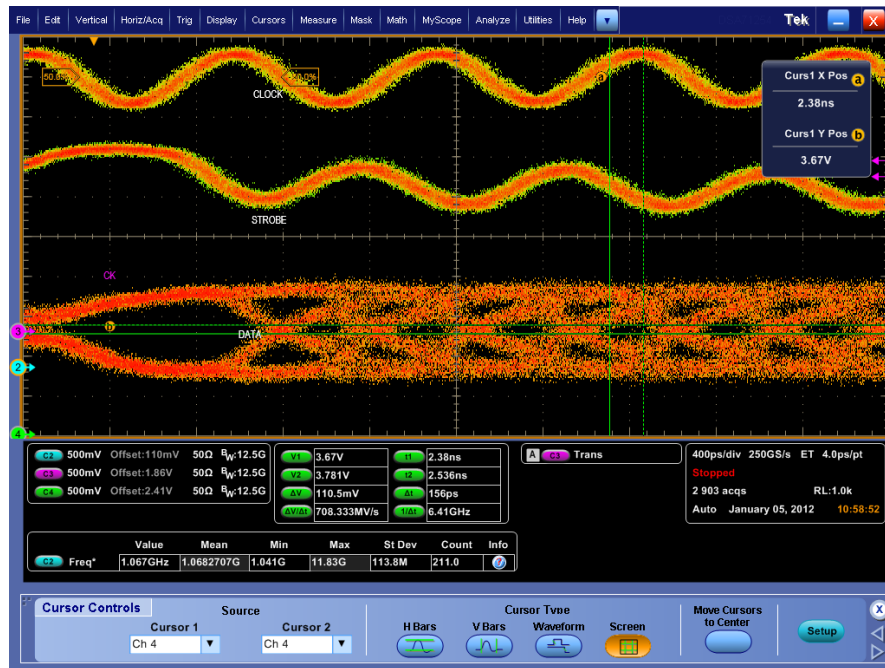 File Edit Vertical Horiz/Acq Trig Display Cursors Measure Mask Math MyScope Analyze Utilities Help Tek X
a
Curs1 X Pos a
2.38ns
Curs1 Y Pos b
3.67V
CLOCK
STROBE
CK
b
DATA
3
2
4
C2 500mV Offset:110mV 50Ω BW:12.5G
C3 500mV Offset:1.86V 50Ω BW:12.5G
C4 500mV Offset:2.41V 50Ω BW:12.5G
V1 3.67V t1 2.38ns
V2 3.781V t2 2.536ns
ΔV 110.5mV Δt 156ps
ΔV/Δt 708.333MV/s 1/Δt 6.41GHz
A C3 Trans
400ps/div 250GS/s ET 4.0ps/pt
Stopped
2 903 acqs RL:1.0k
Auto January 05, 2012 10:58:52
Value Mean Min Max St Dev Count Info
C2 Freq* 1.067GHz 1.0682707G 1.041G 11.83G 113.8M 211.0
Cursor Controls
Source
Cursor 1 Cursor 2
Ch 4 Ch 4
Cursor Type
H Bars V Bars Waveform Screen
Move Cursors
to Center
Setup
X